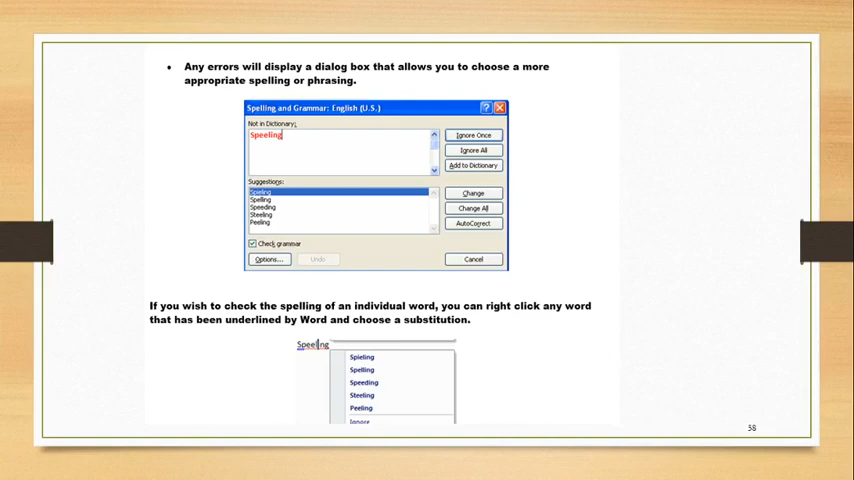 • Any errors will display a dialog box that allows you to choose a more
appropriate spelling or phrasing.
Spelling and Grammar: English (U.S.)
Not in Dictionary:
Speeling
Ignore Once
Ignore All
Add to Dictionary
Suggestions:
Spieling
Spelling
Speeding
Steeling
Peeling
Change
Change All
AutoCorrect
Check grammar
Options...
Undo
Cancel
If you wish to check the spelling of an individual word, you can right click any word
that has been underlined by Word and choose a substitution.
Speeling
Spieling
Spelling
Speeding
Steeling
Peeling
Ignore
58